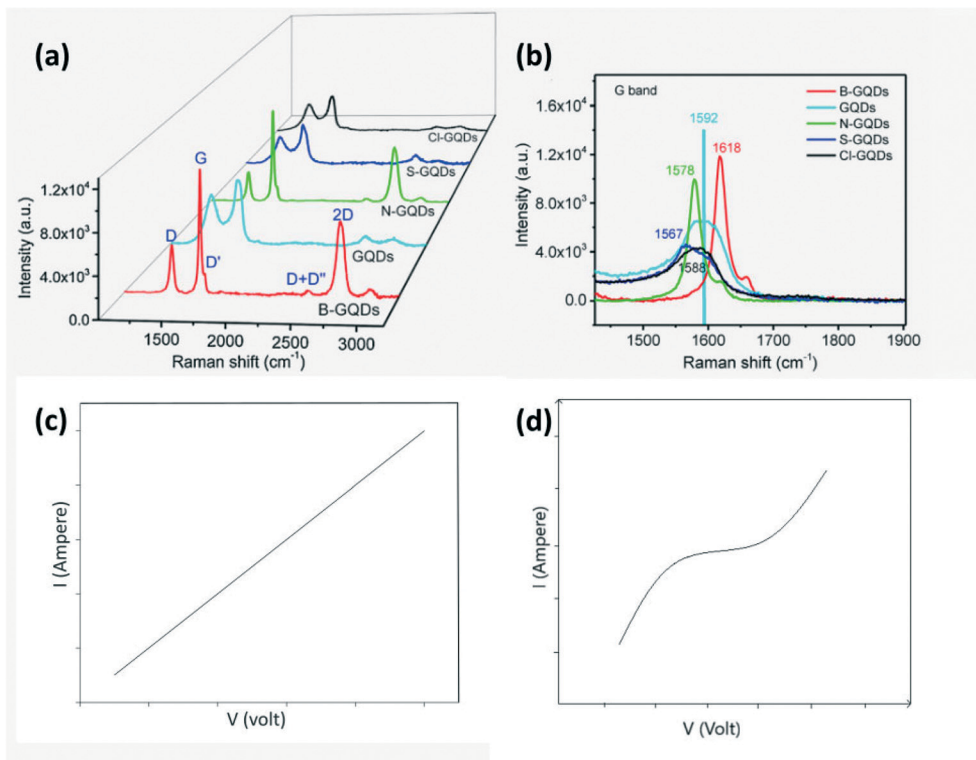 (a)
Intensity (a.u.)
1.2x10⁴
8.0x10³
4.0x10³
0.0
D
G
D'
D+D"
2D
Cl-GQDs
S-GQDs
N-GQDs
GQDs
B-GQDs
1500 2000 2500 3000
Raman shift (cm⁻¹)
(b)
Intensity (a.u.)
1.6x10⁴
1.2x10⁴
8.0x10³
4.0x10³
0.0
G band
B-GQDs
GQDs
N-GQDs
S-GQDs
Cl-GQDs
1592
1618
1578
1567
1588
1500 1600 1700 1800 1900
Raman shift (cm⁻¹)
(c)
I (Ampere)
V (volt)
(d)
I (Ampere)
V (Volt)